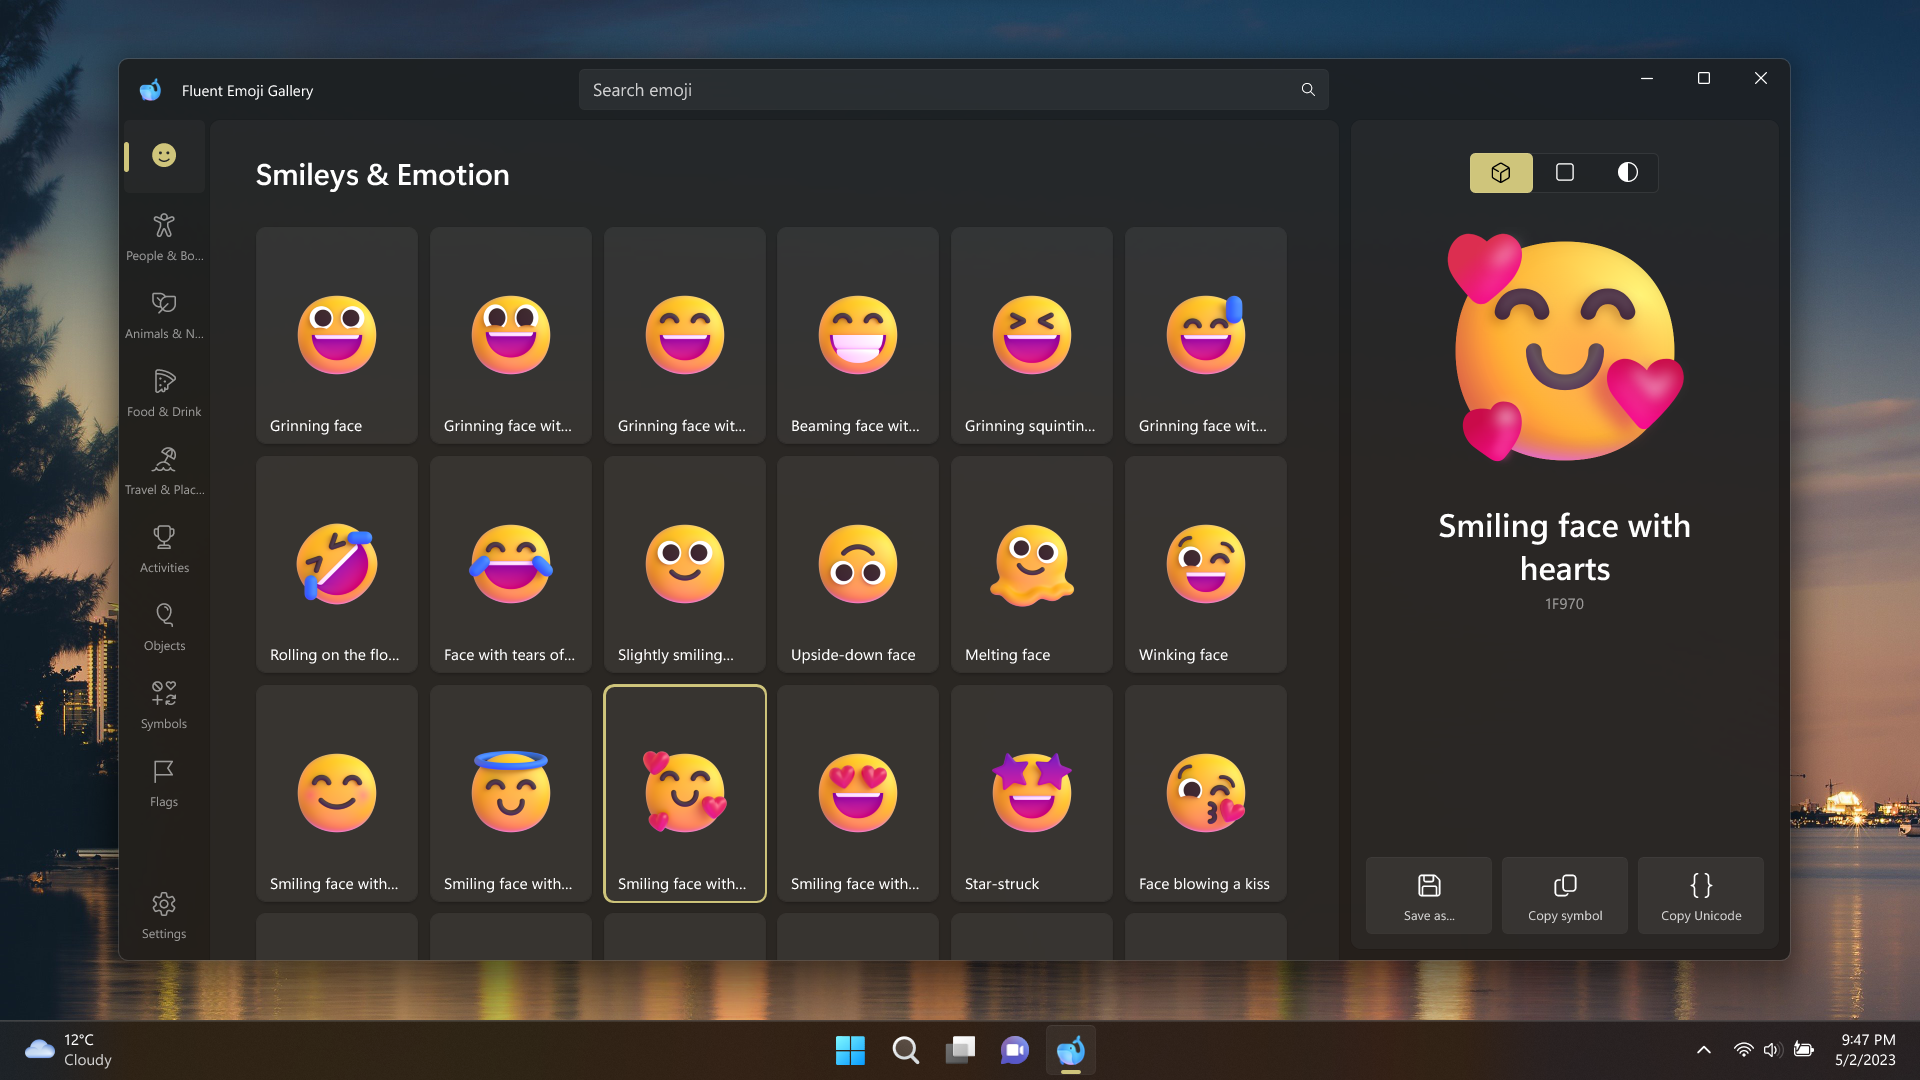 Fluent Emoji Gallery
Search emoji
People & Bo...
Animals & N...
Food & Drink
Travel & Plac...
Activities
Objects
Symbols
Flags
Settings
Smileys & Emotion
Grinning face
Grinning face wit...
Grinning face wit...
Beaming face wit...
Grinning squintin...
Grinning face wit...
Rolling on the flo...
Face with tears of...
Slightly smiling...
Upside-down face
Melting face
Winking face
Smiling face with...
Smiling face with...
Smiling face with...
Smiling face with...
Star-struck
Face blowing a kiss
Smiling face with
hearts
1F970
Save as...
Copy symbol
Copy Unicode
12°C
Cloudy
9:47 PM
5/2/2023